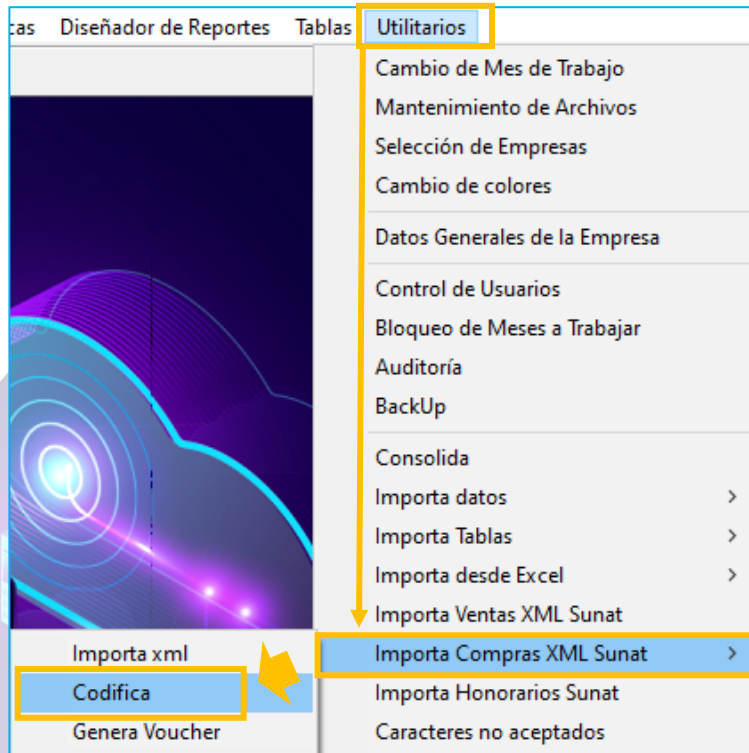 Diseñador de Reportes Tablas Utilitarios
Cambio de Mes de Trabajo
Mantenimiento de Archivos
Selección de Empresas
Cambio de colores
Datos Generales de la Empresa
Control de Usuarios
Bloqueo de Meses a Trabajar
Auditoría
BackUp
Consolida
Importa datos
Importa Tablas
Importa desde Excel
Importa Ventas XML Sunat
Importa Compras XML Sunat
Importa Honorarios Sunat
Caracteres no aceptados
Importa xml
Codifica
Genera Voucher